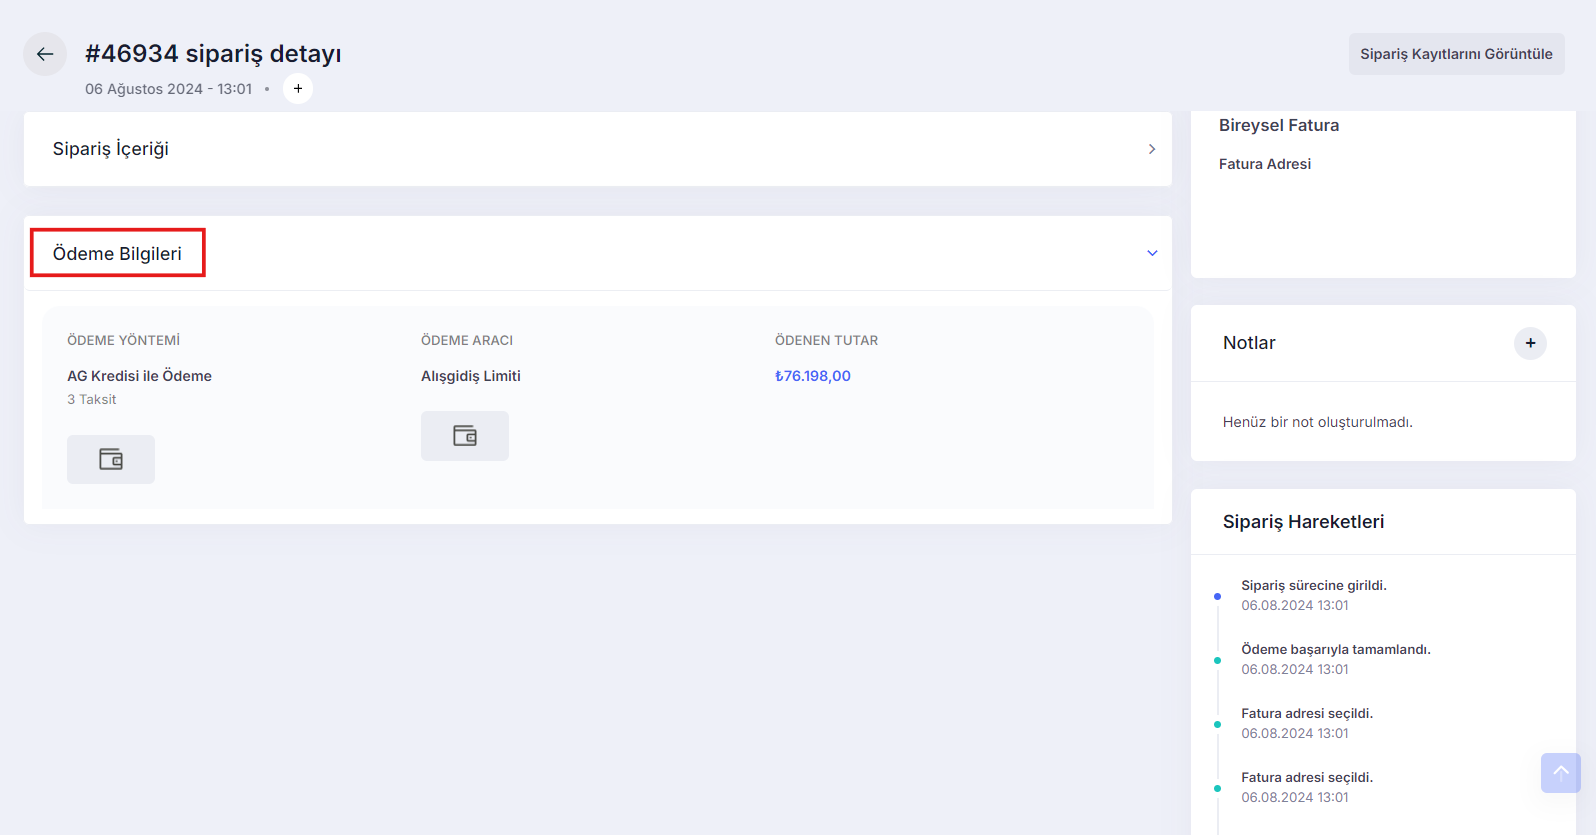 #46934 sipariş detayı
06 Ağustos 2024 - 13:01 • +
Sipariş Kayıtlarını Görüntüle
Sipariş İçeriği
Ödeme Bilgileri
ÖDEME YÖNTEMİ
AG Kredisi ile Ödeme
3 Taksit
ÖDEME ARACI
Alışgidiş Limiti
ÖDENEN TUTAR
₺76.198,00
Bireysel Fatura
Fatura Adresi
Notlar +
Henüz bir not oluşturulmadı.
Sipariş Hareketleri
Sipariş sürecine girildi.
06.08.2024 13:01
Ödeme başarıyla tamamlandı.
06.08.2024 13:01
Fatura adresi seçildi.
06.08.2024 13:01
Fatura adresi seçildi.
06.08.2024 13:01